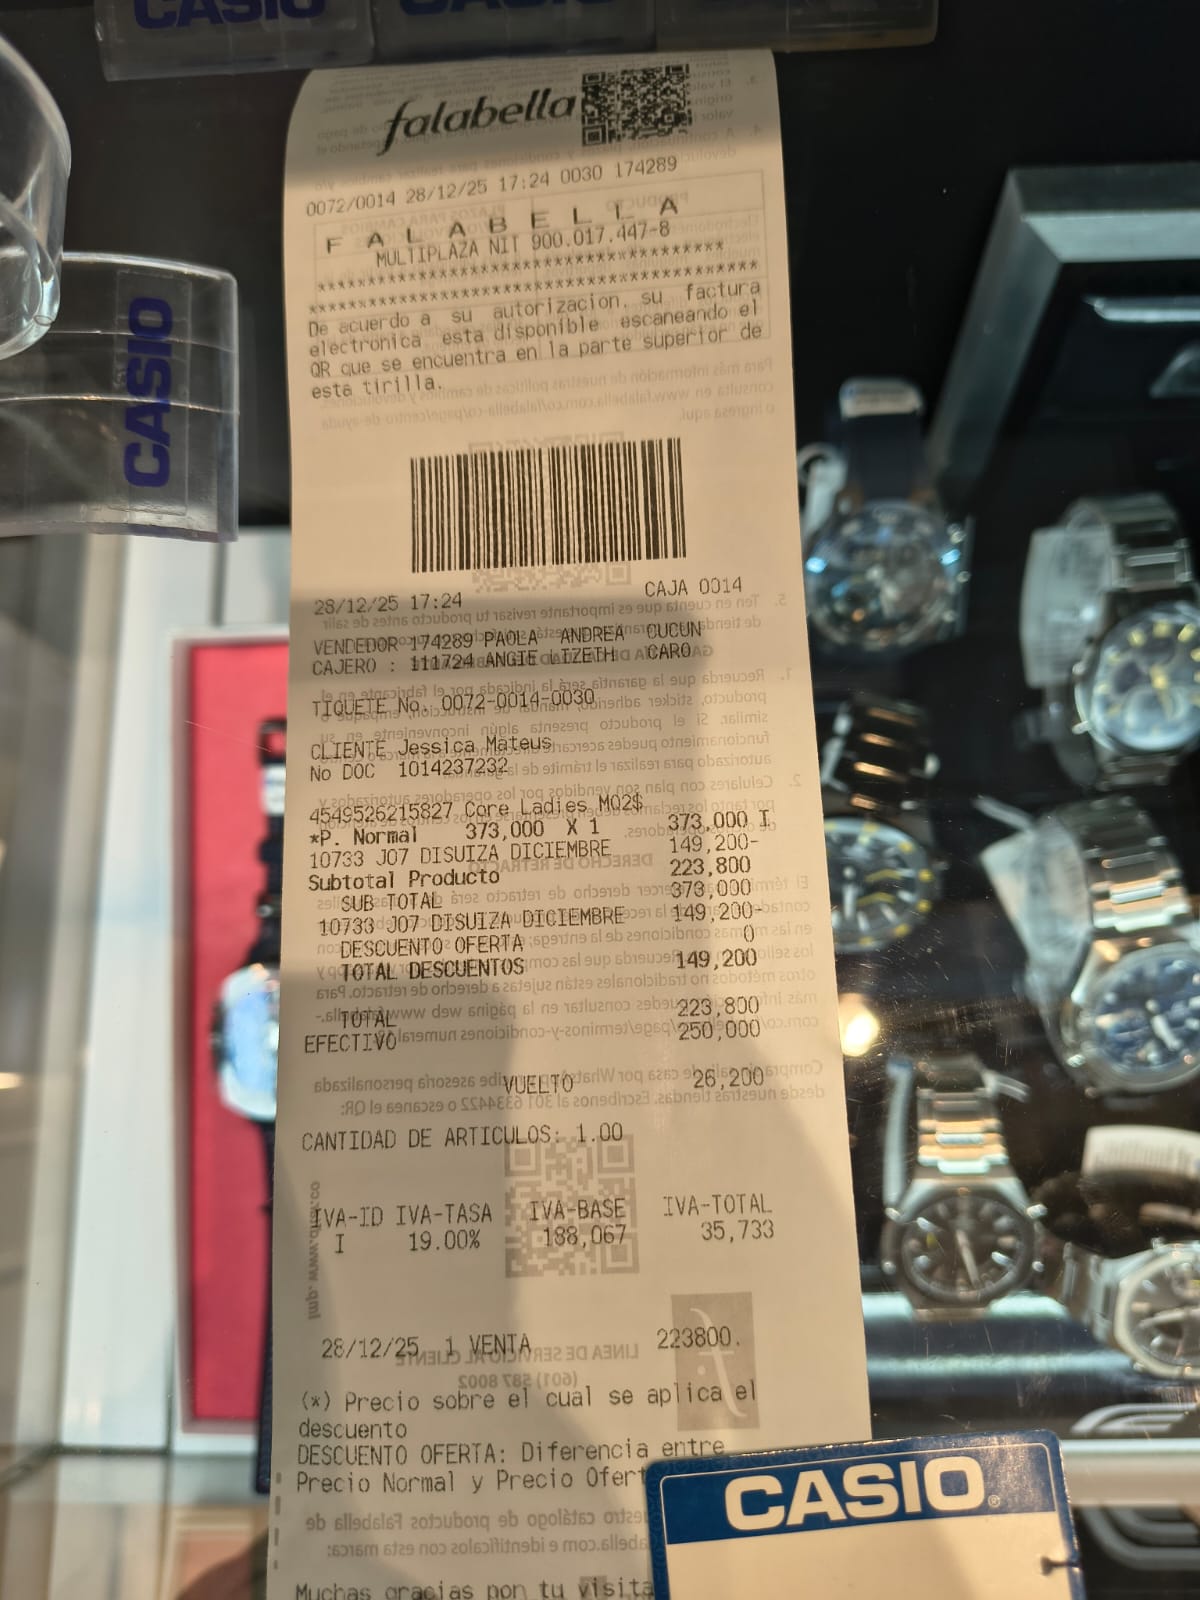 CASIO
CASIO
falabella
0072/0014 28/12/25 17:24 0030 174289
F A L A B E L L A
MULTIPLAZA NIT 900.017.447-8
De acuerdo a su autorizacion, su factura
electronica esta disponible escaneando el
QR que se encuentra en la parte superior de
esta tirilla.
CASIO
28/12/25 17:24 CAJA 0014
VENDEDOR 174289 PAOLA ANDREA CUCUN
CAJERO : 111724 ANGIE LIZETH CARO
TIQUETE No. 0072-0014-0030
CLIENTE Jessica Mateus
No DOC 1014237232
4549526215827 Core Ladies MQ2$
*P. Normal 373,000 X 1 373,000 I
10733 J07 DISUIZA DICIEMBRE 149,200-
Subtotal Producto 223,800
SUB TOTAL 373,000
10733 J07 DISUIZA DICIEMBRE 149,200-
DESCUENTO OFERTA 0
TOTAL DESCUENTOS 149,200
TOTAL 223,800
EFECTIVO 250,000
VUELTO 26,200
CANTIDAD DE ARTICULOS: 1.00
IVA-ID IVA-TASA IVA-BASE IVA-TOTAL
I 19.00% 188,067 35,733
28/12/25 1 VENTA 223800.
(*) Precio sobre el cual se aplica el
descuento
DESCUENTO OFERTA: Diferencia entre
Precio Normal y Precio Ofert
Muchas gracias por tu visita
CASIO